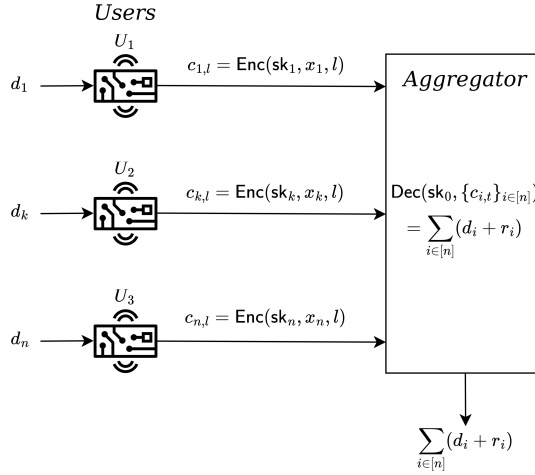 Users
U₁
d₁
c₁,ₗ = Enc(sk₁, x₁, l)
Aggregator
U₂
dₖ
cₖ,ₗ = Enc(skₖ, xₖ, l)
Dec(sk₀, {cᵢ,ₜ}ᵢ∈[n])
= ∑ᵢ∈[n](dᵢ + rᵢ)
U₃
dₙ
cₙ,ₗ = Enc(skₙ, xₙ, l)
∑ᵢ∈[n](dᵢ + rᵢ)